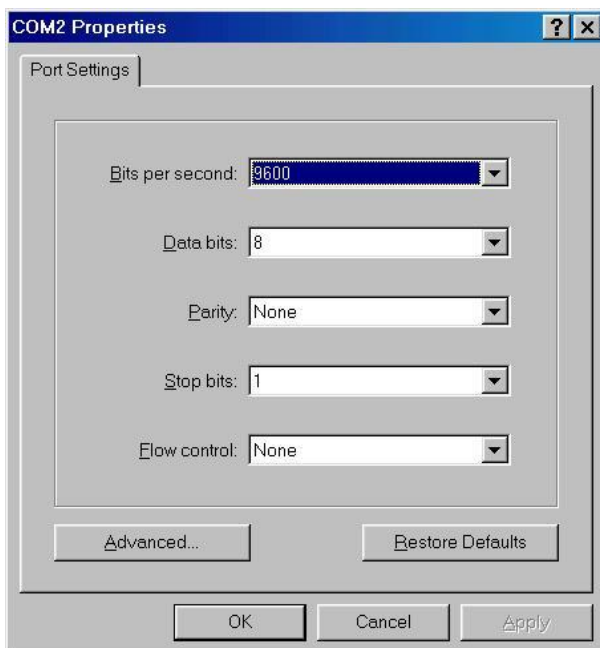 COM2 Properties
Port Settings
Bits per second: 9600
Data bits: 8
Parity: None
Stop bits: 1
Flow control: None
Advanced... Restore Defaults
OK Cancel Apply